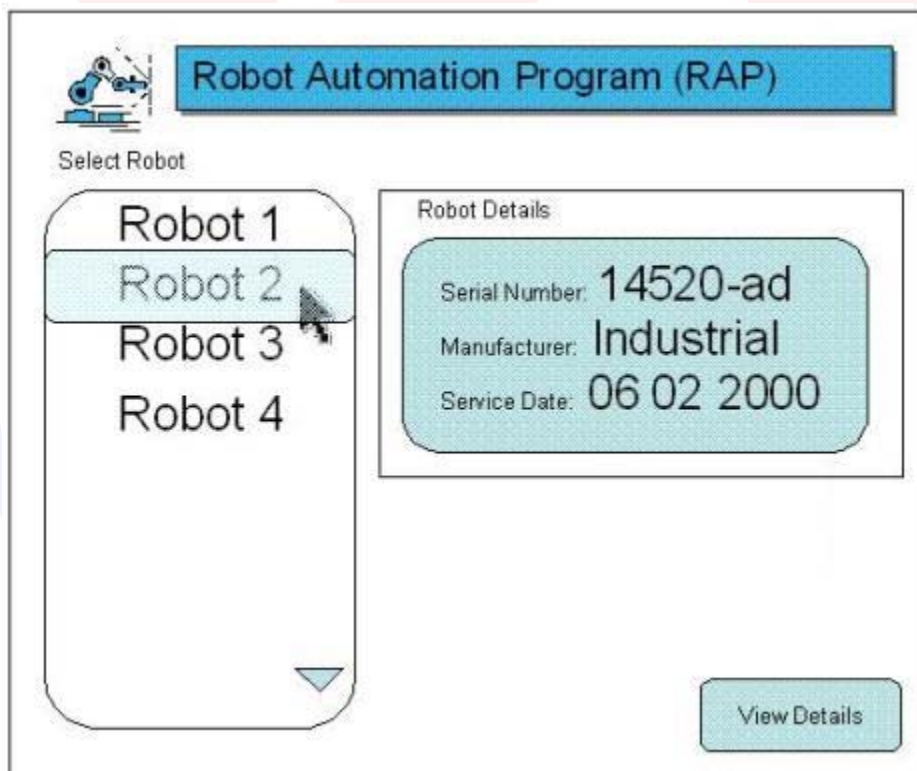 Robot Automation Program (RAP)
Select Robot
Robot 1
Robot 2
Robot 3
Robot 4
Robot Details
Serial Number: 14520-ad
Manufacturer: Industrial
Service Date: 06 02 2000
View Details